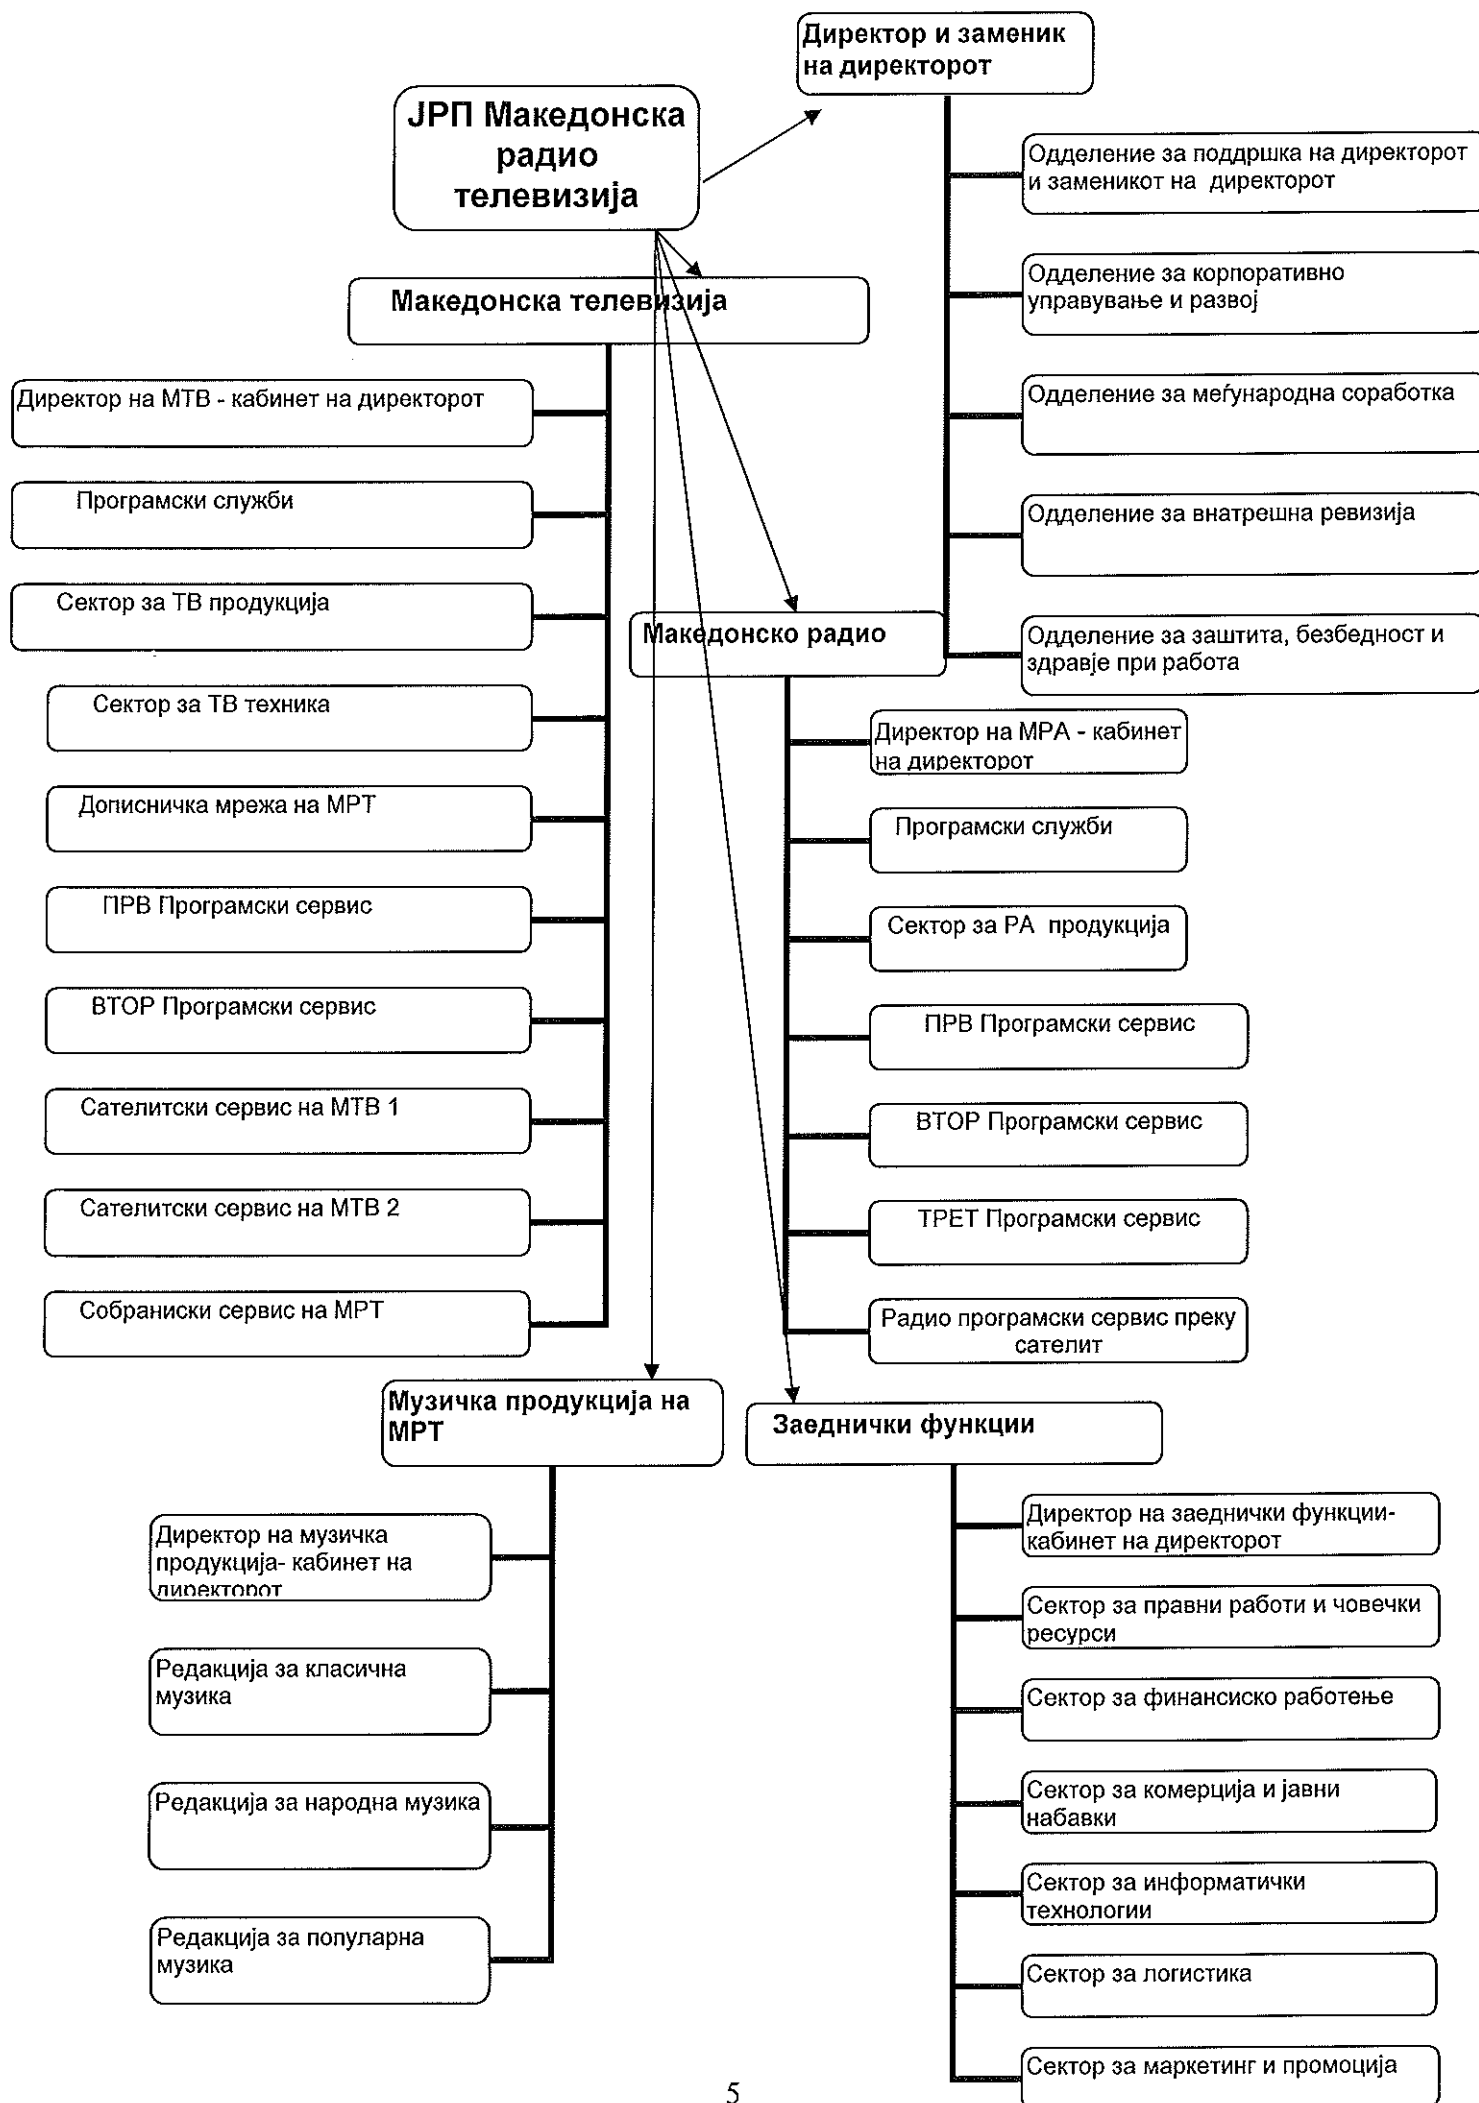 Директор и заменик
на директорот
ЈРП Македонска
радио
телевизија
Одделение за поддршка на директорот
и заменикот на директорот
Одделение за корпоративно
управување и развој
Одделение за меѓународна соработка
Одделение за внатрешна ревизија
Одделение за заштита, безбедност и
здравје при работа
Македонска телевизија
Директор на МТВ - кабинет на директорот
Програмски служби
Сектор за ТВ продукција
Сектор за ТВ техника
Дописничка мрежа на МРТ
ПРВ Програмски сервис
ВТОР Програмски сервис
Сателитски сервис на МТВ 1
Сателитски сервис на МТВ 2
Собраниски сервис на МРТ
Македонско радио
Директор на МРА - кабинет
на директорот
Програмски служби
Сектор за РА продукција
ПРВ Програмски сервис
ВТОР Програмски сервис
ТРЕТ Програмски сервис
Радио програмски сервис преку
сателит
Музичка продукција на
МРТ
Директор на музичка
продукција- кабинет на
директорот
Редакција за класична
музика
Редакција за народна музика
Редакција за популарна
музика
Заеднички функции
Директор на заеднички функции-
кабинет на директорот
Сектор за правни работи и човечки
ресурси
Сектор за финансиско работење
Сектор за комерција и јавни
набавки
Сектор за информатички
технологии
Сектор за логистика
Сектор за маркетинг и промоција
5